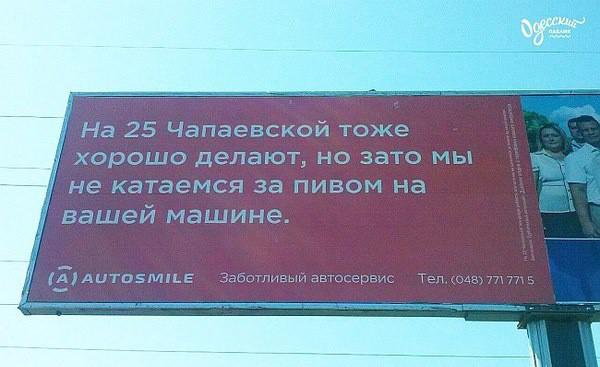 Одесский
паблик
На 25 Чапаевской тоже
хорошо делают, но зато мы
не катаемся за пивом на
вашей машине.
(A) AUTOSMILE Заботливый автосервис Тел. (048) 771 771 5